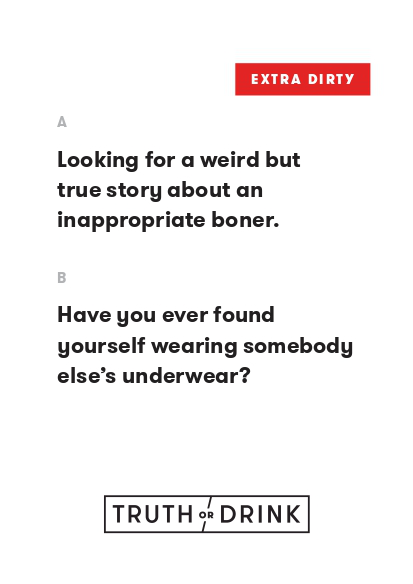 EXTRA DIRTY
A
Looking for a weird but
true story about an
inappropriate boner.
B
Have you ever found
yourself wearing somebody
else's underwear?
TRUTH OR DRINK